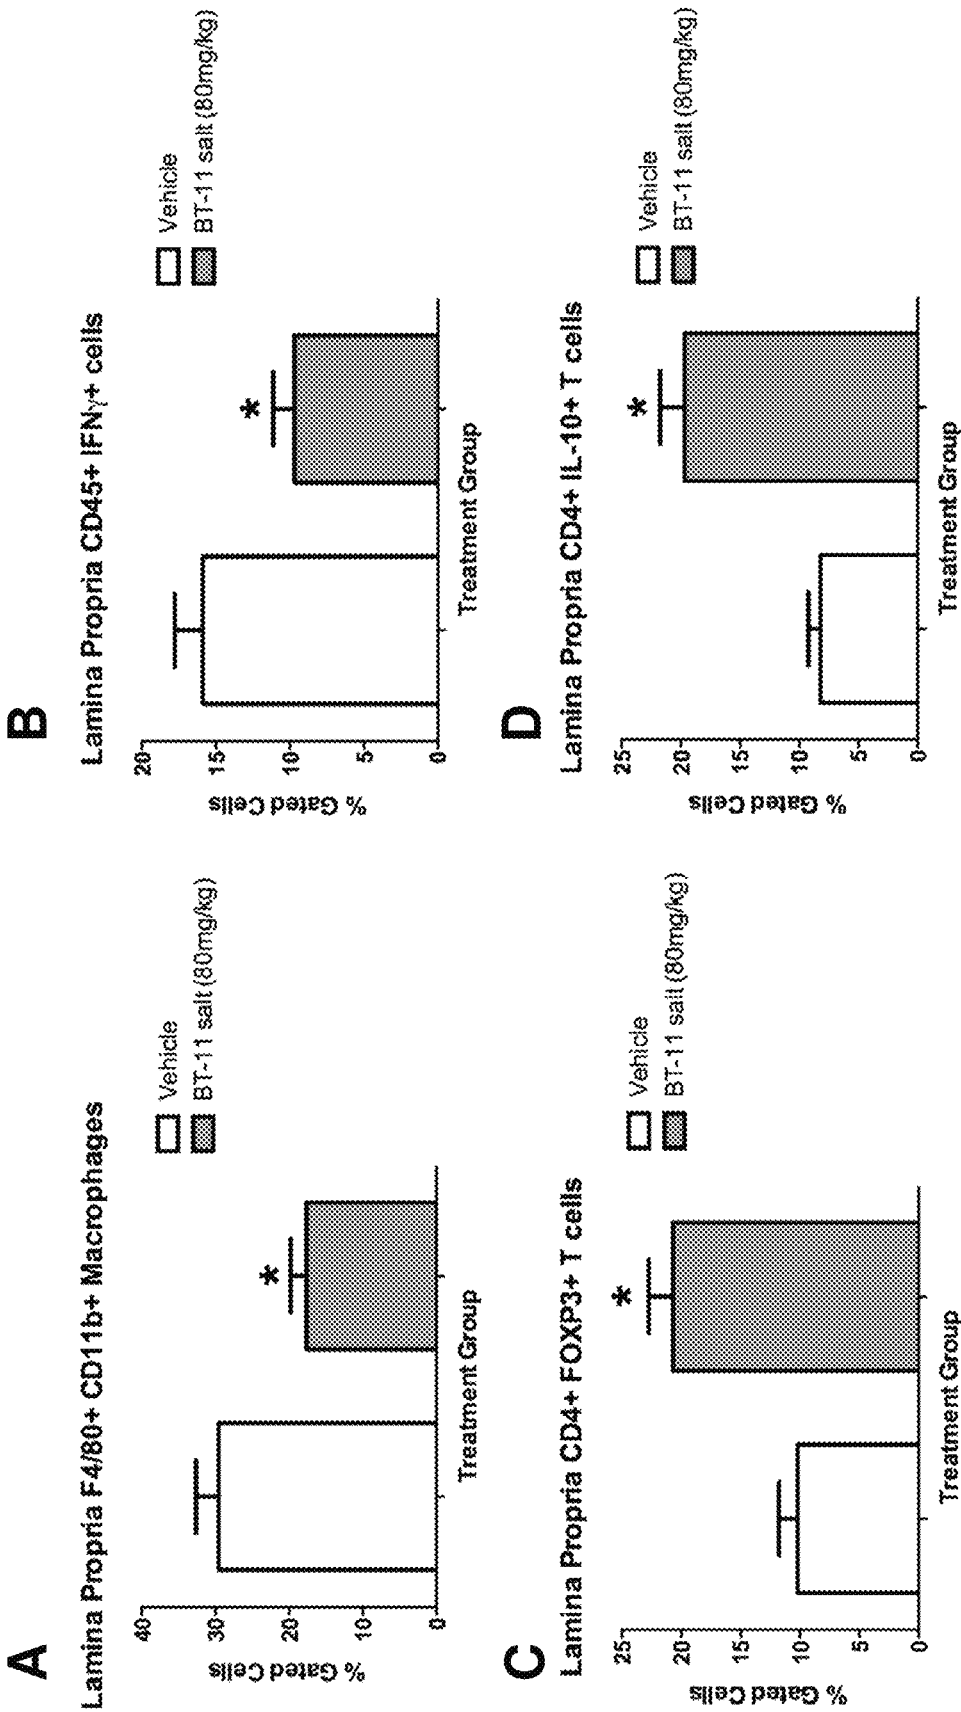 A
Lamina Propria F4/80+ CD11b+ Macrophages
% Gated Cells
40
30
20
10
0
*
Treatment Group
Vehicle
BT-11 salt (80mg/kg)
B
Lamina Propria CD45+ IFNγ+ cells
% Gated Cells
20
15
10
5
0
*
Treatment Group
Vehicle
BT-11 salt (80mg/kg)
C
Lamina Propria CD4+ FOXP3+ T cells
% Gated Cells
25
20
15
10
5
0
*
Treatment Group
Vehicle
BT-11 salt (80mg/kg)
D
Lamina Propria CD4+ IL-10+ T cells
% Gated Cells
25
20
15
10
5
0
*
Treatment Group
Vehicle
BT-11 salt (80mg/kg)